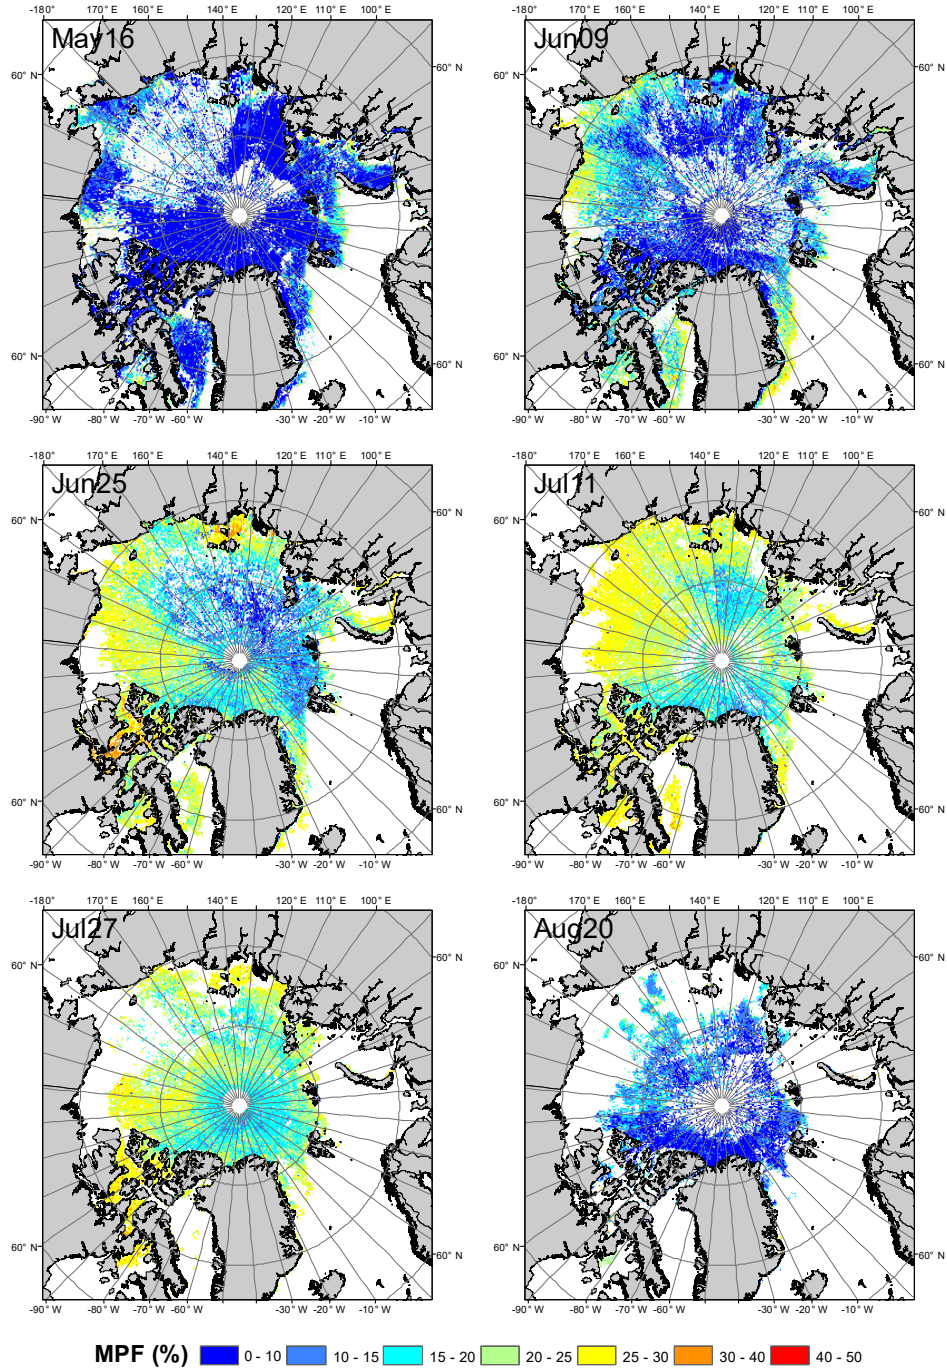 -180° 170° E 160° E 140° E 130° E 120° E 110° E 100° E
-180° 170° E 160° E 140° E 130° E 120° E 110° E 100° E
May16
Jun09
60° N 60° N
60° N 60° N
60° N 60° N
60° N 60° N
-90° W -80° W -70° W -60° W -30° W -20° W -10° W
-90° W -80° W -70° W -60° W -30° W -20° W -10° W
-180° 170° E 160° E 140° E 130° E 120° E 110° E 100° E
-180° 170° E 160° E 140° E 130° E 120° E 110° E 100° E
Jun25
Jul11
60° N 60° N
60° N 60° N
60° N 60° N
60° N 60° N
-90° W -80° W -70° W -60° W -30° W -20° W -10° W
-90° W -80° W -70° W -60° W -30° W -20° W -10° W
-180° 170° E 160° E 140° E 130° E 120° E 110° E 100° E
-180° 170° E 160° E 140° E 130° E 120° E 110° E 100° E
Jul27
Aug20
60° N 60° N
60° N 60° N
60° N 60° N
60° N 60° N
-90° W -80° W -70° W -60° W -30° W -20° W -10° W
-90° W -80° W -70° W -60° W -30° W -20° W -10° W
MPF (%) 0 - 10 10 - 15 15 - 20 20 - 25 25 - 30 30 - 40 40 - 50